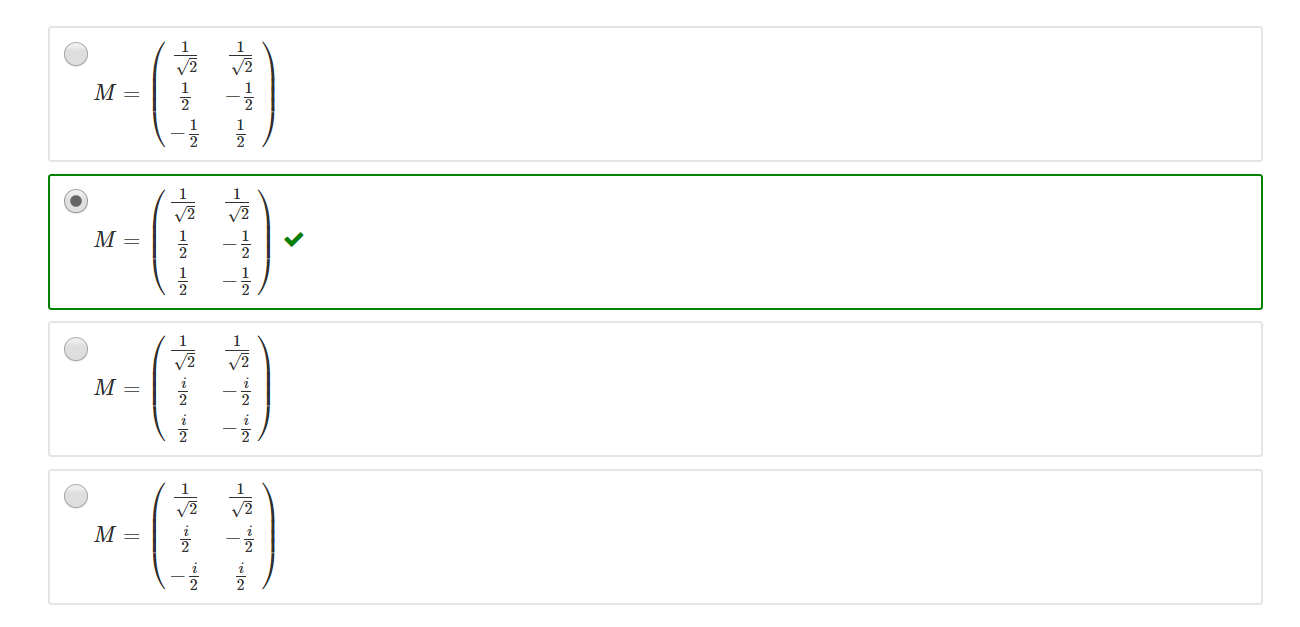 M = \begin{pmatrix} \frac{1}{\sqrt{2}} & \frac{1}{\sqrt{2}} \\ \frac{1}{2} & -\frac{1}{2} \\ -\frac{1}{2} & \frac{1}{2} \end{pmatrix}
M = \begin{pmatrix} \frac{1}{\sqrt{2}} & \frac{1}{\sqrt{2}} \\ \frac{1}{2} & -\frac{1}{2} \\ \frac{1}{2} & -\frac{1}{2} \end{pmatrix} ✔
M = \begin{pmatrix} \frac{1}{\sqrt{2}} & \frac{1}{\sqrt{2}} \\ \frac{i}{2} & -\frac{i}{2} \\ \frac{i}{2} & -\frac{i}{2} \end{pmatrix}
M = \begin{pmatrix} \frac{1}{\sqrt{2}} & \frac{1}{\sqrt{2}} \\ \frac{i}{2} & -\frac{i}{2} \\ -\frac{i}{2} & \frac{i}{2} \end{pmatrix}